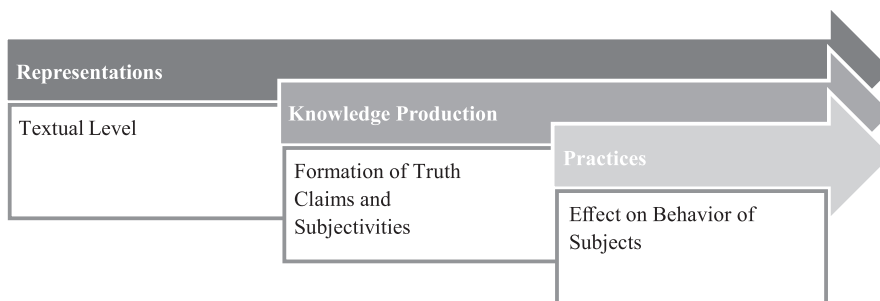 Representations
Textual Level
Knowledge Production
Formation of Truth
Claims and
Subjectivities
Practices
Effect on Behavior of
Subjects